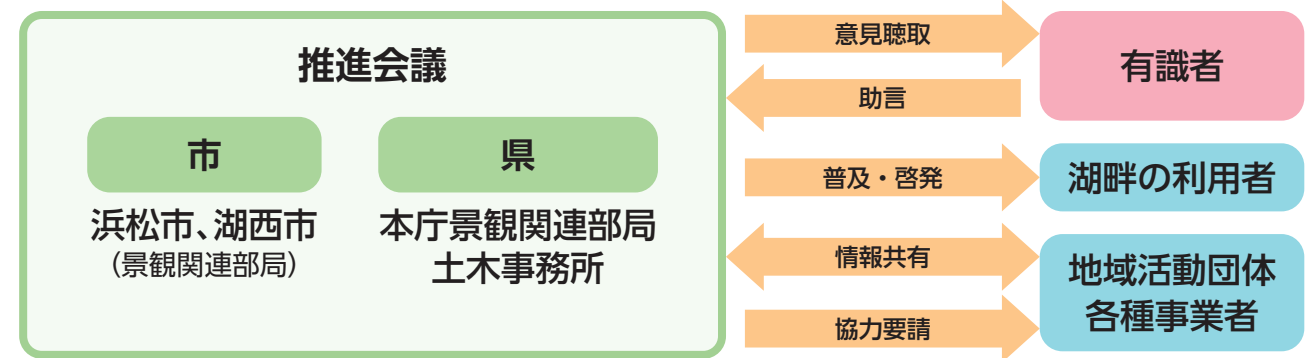 推進会議
市
浜松市、湖西市
（景観関連部局）
県
本庁景観関連部局
土木事務所
意見聴取
助言
有識者
普及・啓発
湖畔の利用者
情報共有
協力要請
地域活動団体
各種事業者